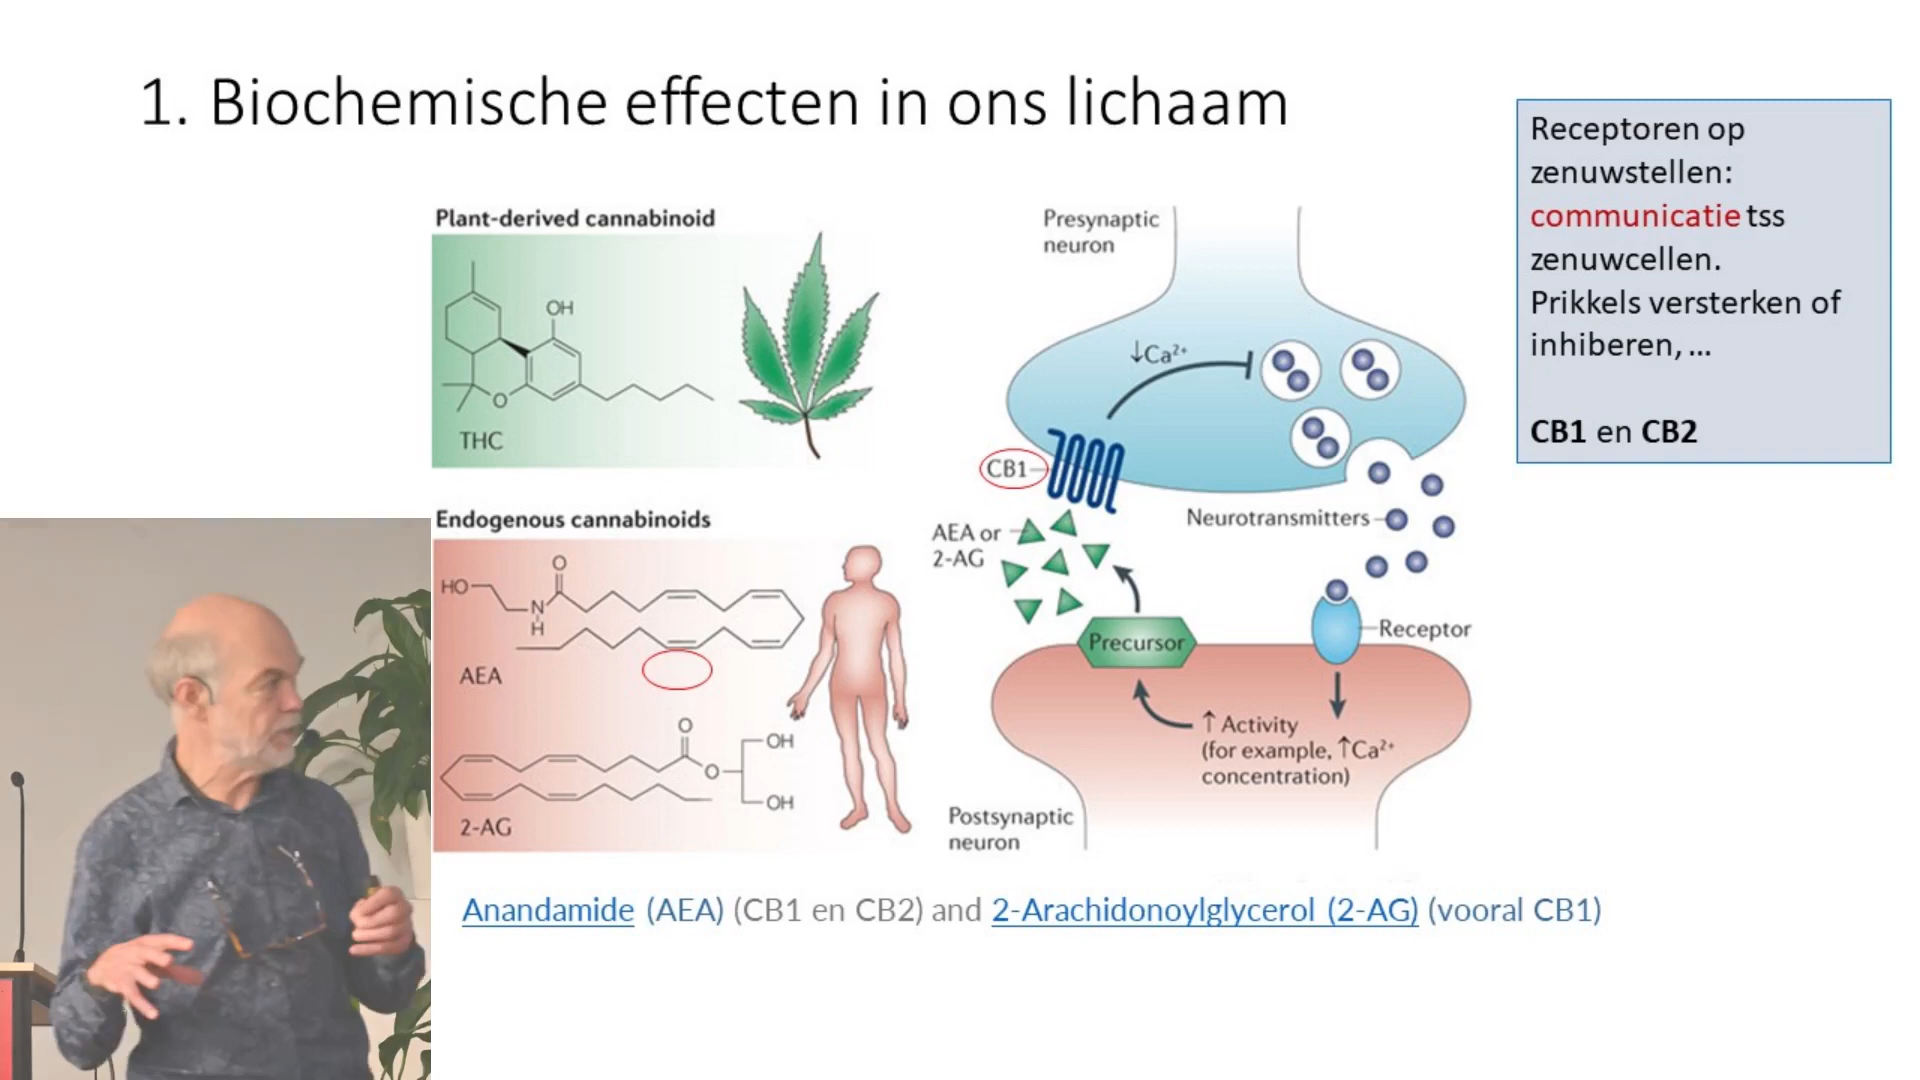 1. Biochemische effecten in ons lichaam
Receptoren op
zenuwstellen:
communicatie tss
zenuwcellen.
Prikkels versterken of
inhiberen, ...
CB1 en CB2
Plant-derived cannabinoid
OH
O
THC
Endogenous cannabinoids
O
HO
N
H
AEA
O
OH
O
OH
2-AG
Presynaptic
neuron
↓Ca²⁺
CB1
AEA or
2-AG
Neurotransmitters
Precursor
Receptor
↑ Activity
(for example, ↑Ca²⁺
concentration)
Postsynaptic
neuron
Anandamide (AEA) (CB1 en CB2) and 2-Arachidonoylglycerol (2-AG) (vooral CB1)